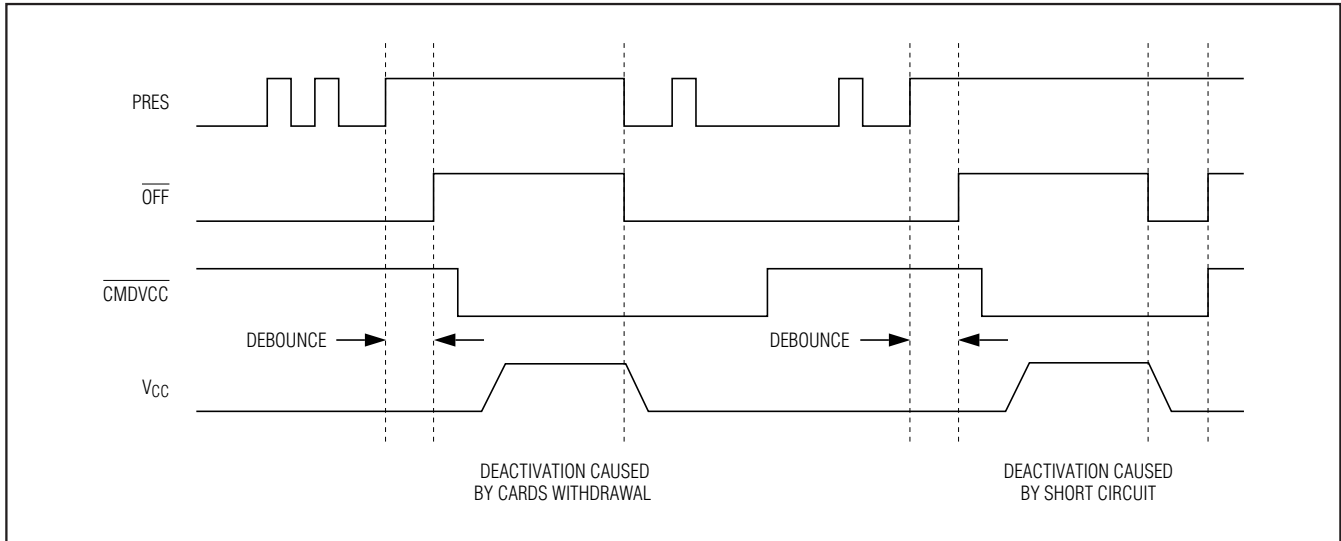 PRES
OFF
CMDVCC
DEBOUNCE
DEBOUNCE
VCC
DEACTIVATION CAUSED
BY CARDS WITHDRAWAL
DEACTIVATION CAUSED
BY SHORT CIRCUIT